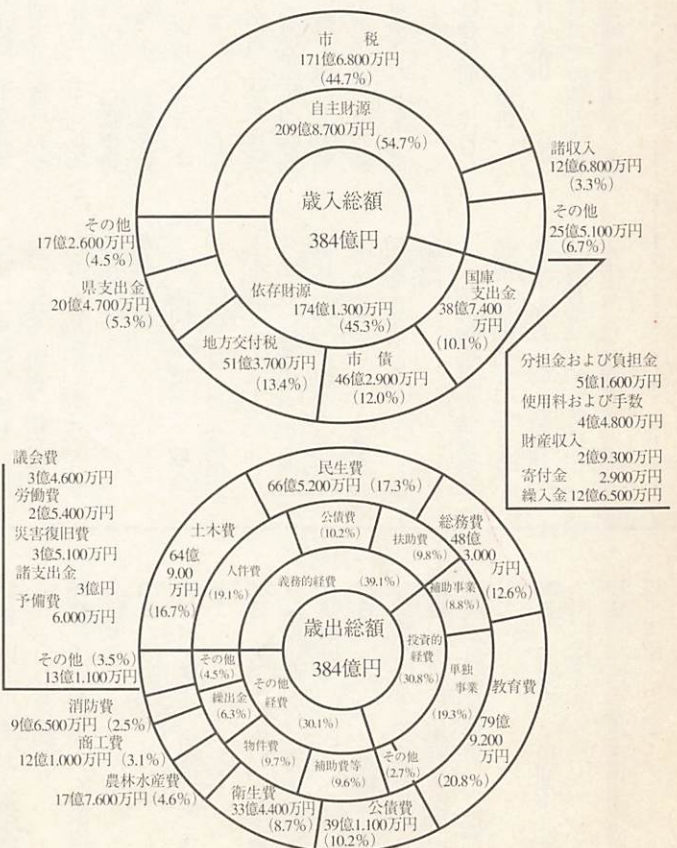 市　税
171億6.800万円
(44.7%)
自主財源
209億8.700万円
(54.7%)
諸収入
12億6.800万円
(3.3%)
その他
25億5.100万円
(6.7%)
歳入総額
384億円
その他
17億2.600万円
(4.5%)
県支出金
20億4.700万円
(5.3%)
依存財源
174億1.300万円
(45.3%)
国庫
支出金
38億7.400
万円
(10.1%)
地方交付税
51億3.700万円
(13.4%)
市　債
46億2.900万円
(12.0%)
分担金および負担金
5億1.600万円
使用料および手数
4億4.800万円
財産収入
2億9.300万円
寄付金　2.900万円
繰入金 12億6.500万円
議会費
3億4.600万円
労働費
2億5.400万円
災害復旧費
3億5.100万円
諸支出金
3億円
予備費
6.000万円
その他 (3.5%)
13億1.100万円
民生費
66億5.200万円 (17.3%)
総務費
48億
3.000
万円
(12.6%)
土木費
64億
9.00
万円
(16.7%)
公債費
(10.2%)
扶助費
(9.8%)
人件費
(19.1%)
義務的経費 (39.1%)
補助事業
(8.8%)
歳出総額
384億円
投資的
経費
(30.8%)
単独
事業
(19.3%)
教育費
79億
9.200
万円
(20.8%)
その他
(4.5%)
その他
経費
(30.1%)
繰出金
(6.3%)
物件費
(9.7%)
補助費等
(9.6%)
その他
(2.7%)
消防費
9億6.500万円 (2.5%)
商工費
12億1.000万円 (3.1%)
農林水産費
17億7.600万円 (4.6%)
衛生費
33億4.400万円
(8.7%)
公債費
39億1.100万円
(10.2%)